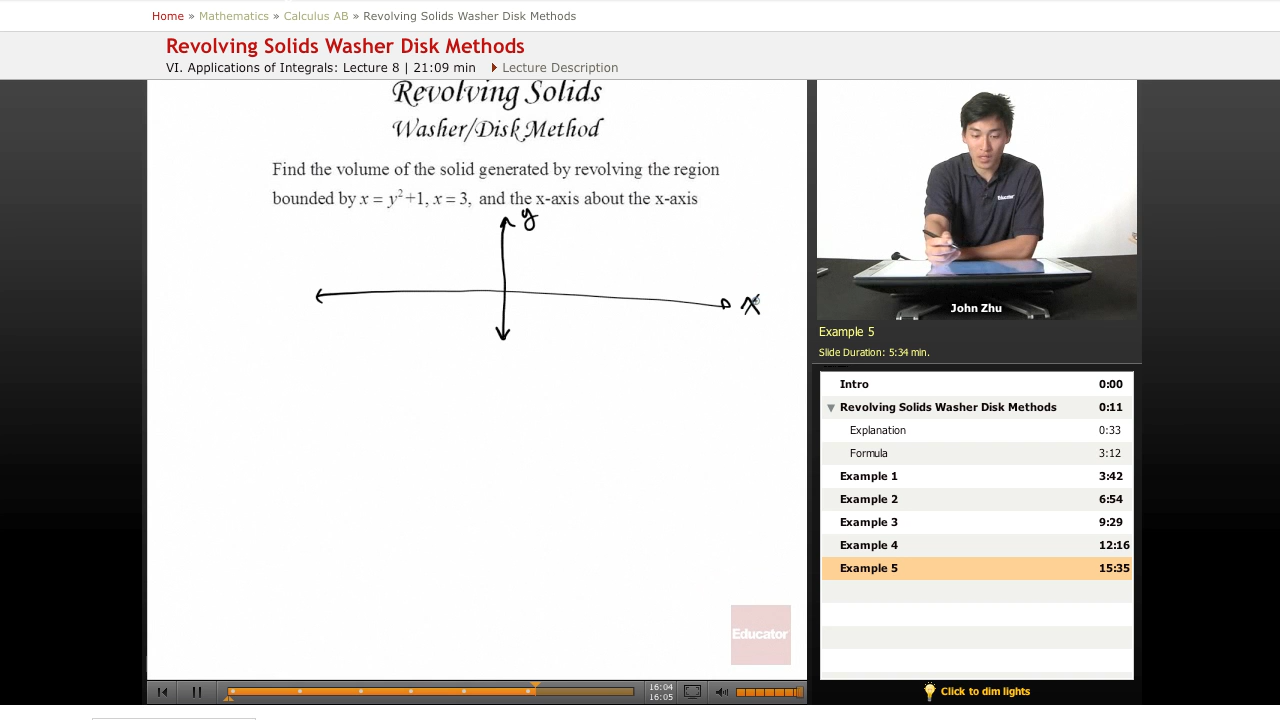 Home » Mathematics » Calculus AB » Revolving Solids Washer Disk Methods
Revolving Solids Washer Disk Methods
VI. Applications of Integrals: Lecture 8 | 21:09 min Lecture Description
Revolving Solids
Washer/Disk Method
Find the volume of the solid generated by revolving the region
bounded by x = y²+1, x = 3, and the x-axis about the x-axis
y
x
Educator
Educator
John Zhu
Example 5
Slide Duration: 5:34 min.
Intro 0:00
Revolving Solids Washer Disk Methods 0:11
Explanation 0:33
Formula 3:12
Example 1 3:42
Example 2 6:54
Example 3 9:29
Example 4 12:16
Example 5 15:35
16:04
16:05
Click to dim lights